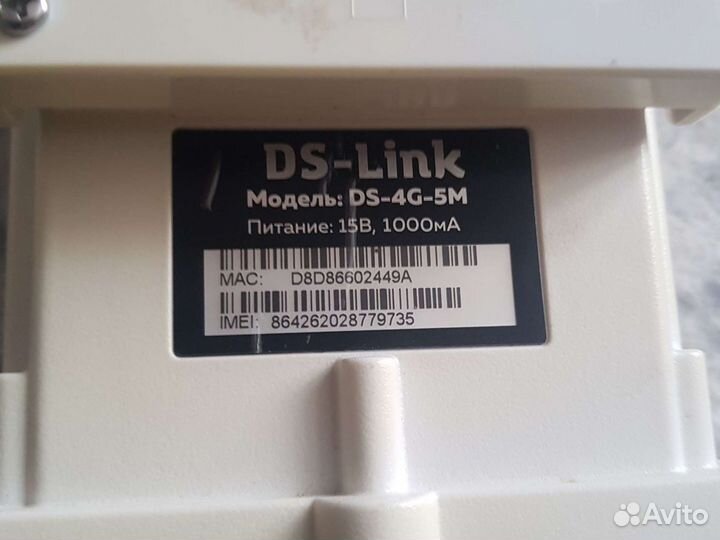 DS-Link
Модель: DS-4G-5M
Питание: 15В, 1000мА
MAC: D8D86602449A
IMEI: 864262028779735
Avito